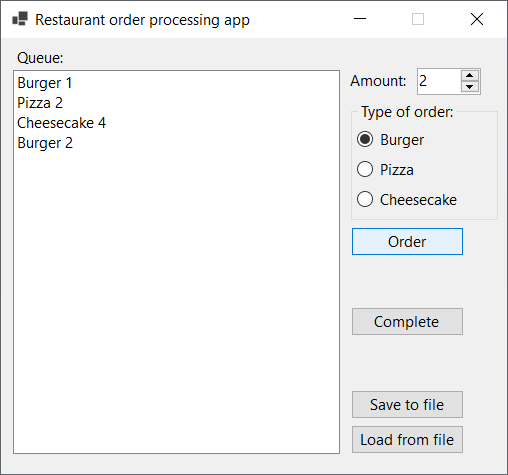 Restaurant order processing app
Queue:
Burger 1
Pizza 2
Cheesecake 4
Burger 2
Amount: 2
Type of order:
Burger
Pizza
Cheesecake
Order
Complete
Save to file
Load from file